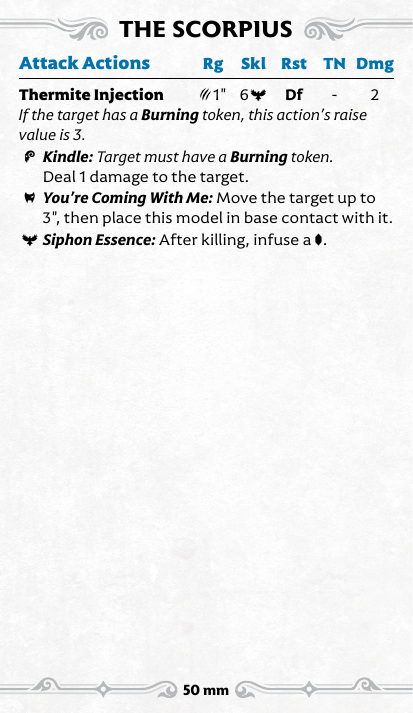 THE SCORPIUS
Attack Actions Rg Skl Rst TN Dmg
Thermite Injection 1" 6 Df - 2
If the target has a Burning token, this action's raise
value is 3.
Kindle: Target must have a Burning token.
Deal 1 damage to the target.
You're Coming With Me: Move the target up to
3", then place this model in base contact with it.
Siphon Essence: After killing, infuse a .
50 mm